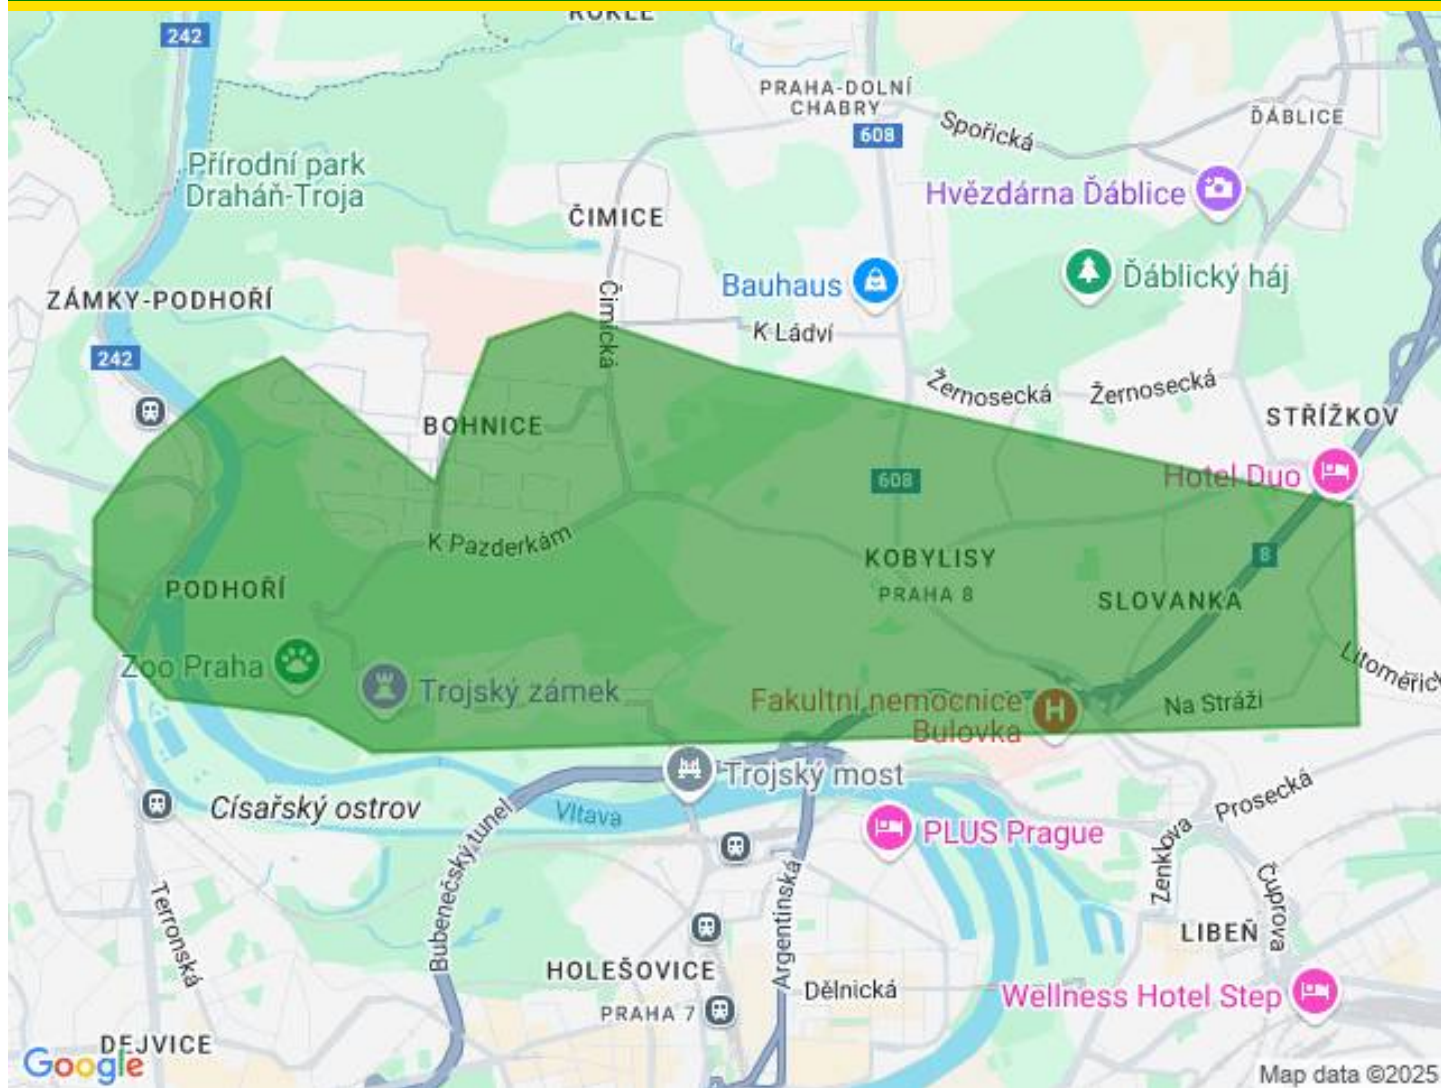 ROKLE
242
PRAHA-DOLNÍ
CHABRY
608
Spořická
ĎÁBLICE
Přírodní park
Draháň-Troja
Hvězdárna Ďáblice
ČIMICE
Bauhaus
Ďáblický háj
ZÁMKY-PODHOŘÍ
Čimická
K Ládví
242
Žernosecká
Žernosecká
STŘÍŽKOV
BOHNICE
Hotel Duo
608
K Pazderkám
KOBYLISY
PRAHA 8
8
PODHOŘÍ
SLOVANKA
Zoo Praha
Trojský zámek
Litoměřick
Fakultní nemocnice
Bulovka
Na Stráži
Trojský most
Císařský ostrov
Vltava
PLUS Prague
Prosecká
Bubenečský tunel
Argentinská
Zenklova
Čuprova
Terronská
LIBEŇ
HOLEŠOVICE
Dělnická
Wellness Hotel Step
PRAHA 7
DEJVICE
Google
Map data ©2025